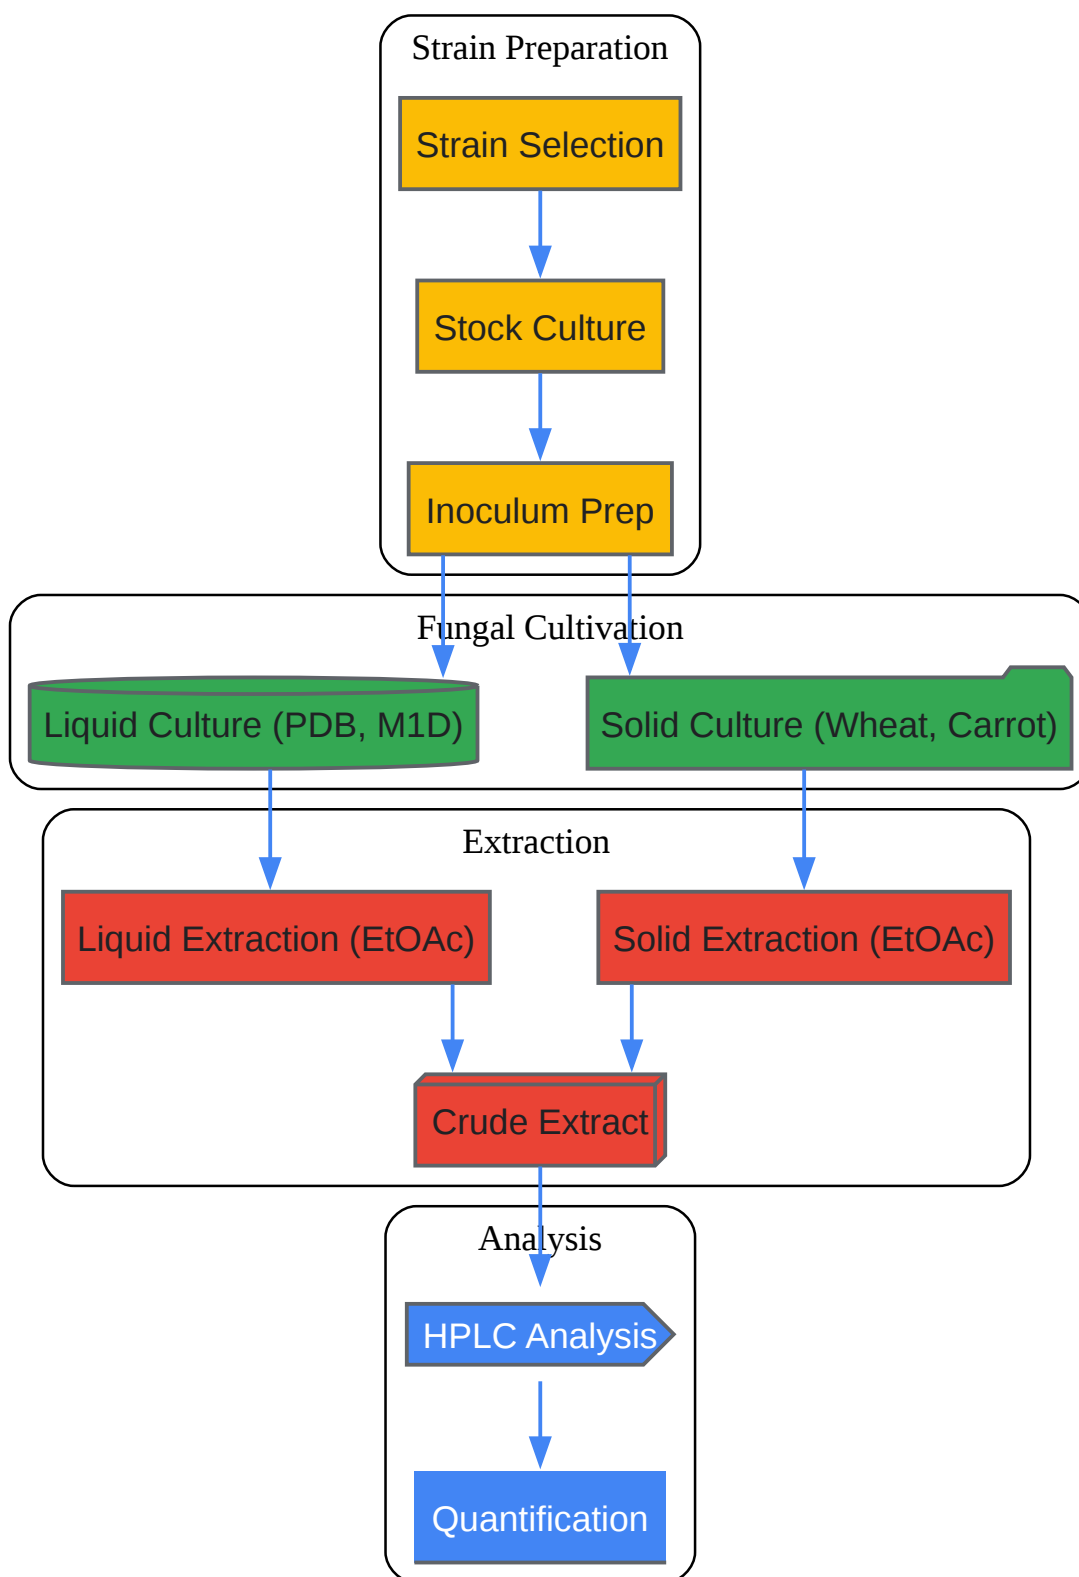 Strain Preparation
Strain Selection
Stock Culture
Inoculum Prep
Fungal Cultivation
Liquid Culture (PDB, M1D)
Solid Culture (Wheat, Carrot)
Extraction
Liquid Extraction (EtOAc)
Solid Extraction (EtOAc)
Crude Extract
Analysis
HPLC Analysis
Quantification